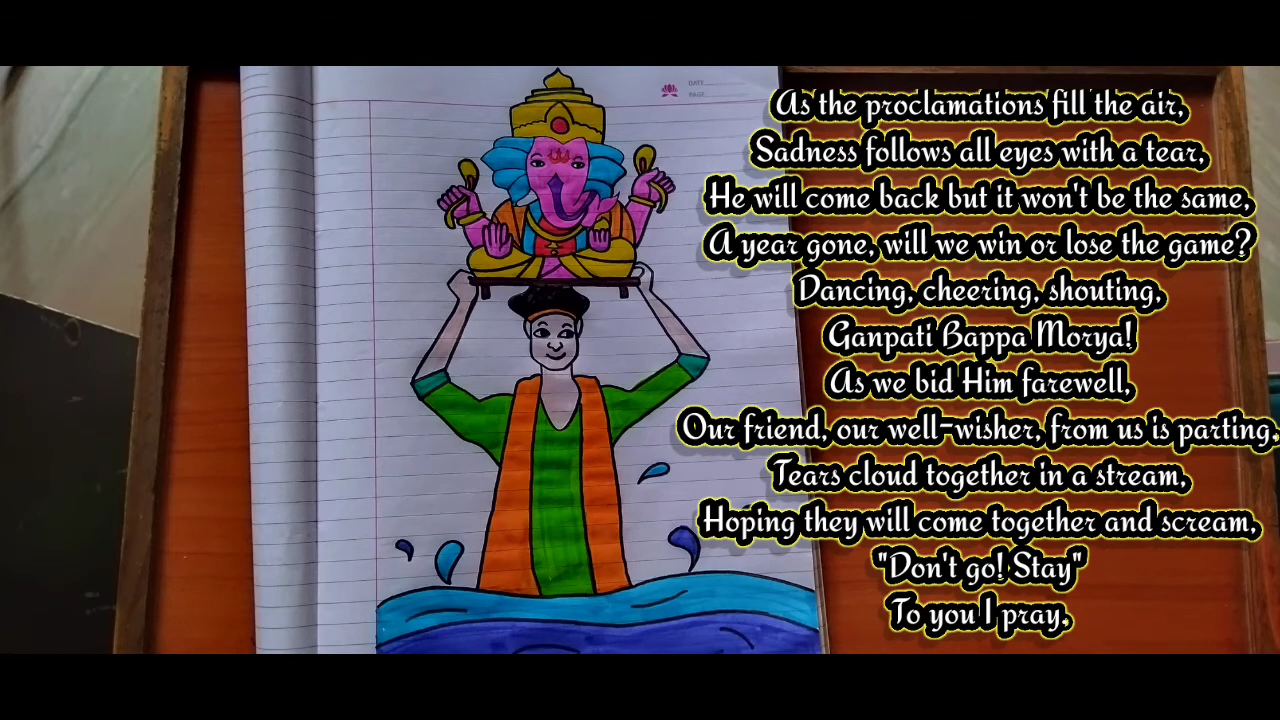 DATE
PAGE
As the proclamations fill the air,
Sadness follows all eyes with a tear,
He will come back but it won't be the same,
A year gone, will we win or lose the game?
Dancing, cheering, shouting,
Ganpati Bappa Morya!
As we bid Him farewell,
Our friend, our well-wisher, from us is parting,
Tears cloud together in a stream,
Hoping they will come together and scream,
"Don't go! Stay"
To you I pray.